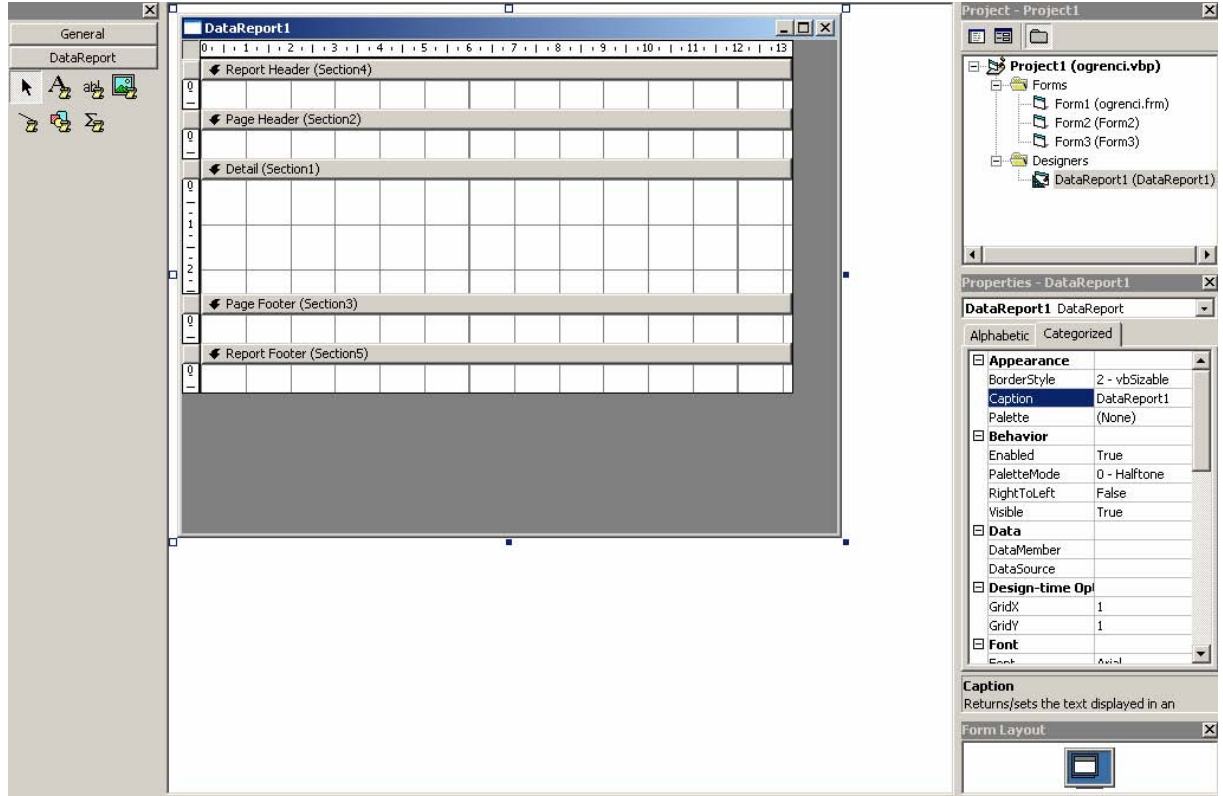 General
DataReport
DataReport1
0 1 2 3 4 5 6 7 8 9 10 11 12 13
Report Header (Section4)
0
Page Header (Section2)
0
Detail (Section1)
0
1
2
Page Footer (Section3)
0
Report Footer (Section5)
0
Project - Project1
Project1 (ogrenci.vbp)
Forms
Form1 (ogrenci.frm)
Form2 (Form2)
Form3 (Form3)
Designers
DataReport1 (DataReport1)
Properties - DataReport1
DataReport1 DataReport
Alphabetic Categorized
Appearance
BorderStyle 2 - vbSizable
Caption DataReport1
Palette (None)
Behavior
Enabled True
PaletteMode 0 - Halftone
RightToLeft False
Visible True
Data
DataMember
DataSource
Design-time Opt
GridX 1
GridY 1
Font
Font Arial
Caption
Returns/sets the text displayed in an
Form Layout